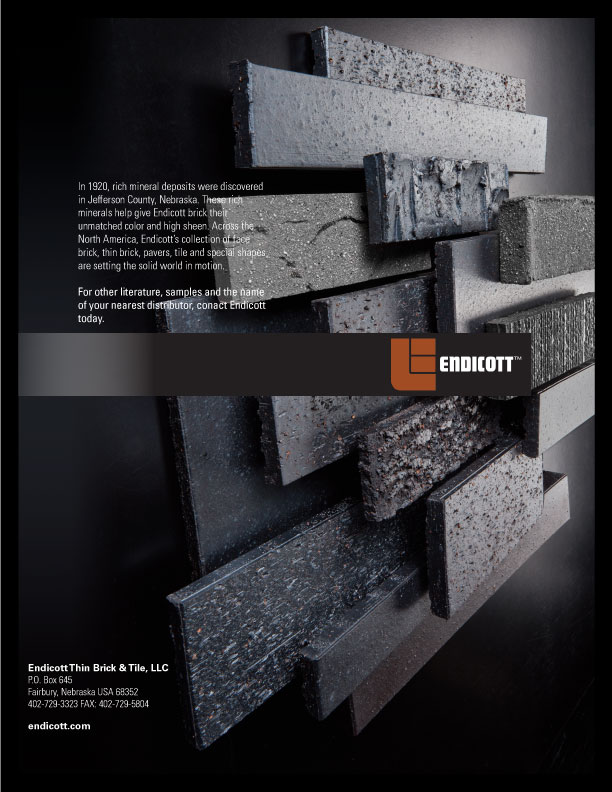 In 1920, rich mineral deposits were discovered
in Jefferson County, Nebraska. These rich
minerals help give Endicott brick their
unmatched color and high sheen. Across the
North America, Endicott's collection of face
brick, thin brick, pavers, tile and special shapes
are setting the solid world in motion.
For other literature, samples and the name
of your nearest distributor, conact Endicott
today.
ENDICOTT™
Endicott Thin Brick & Tile, LLC
P.O. Box 645
Fairbury, Nebraska USA 68352
402-729-3323 FAX: 402-729-5804
endicott.com